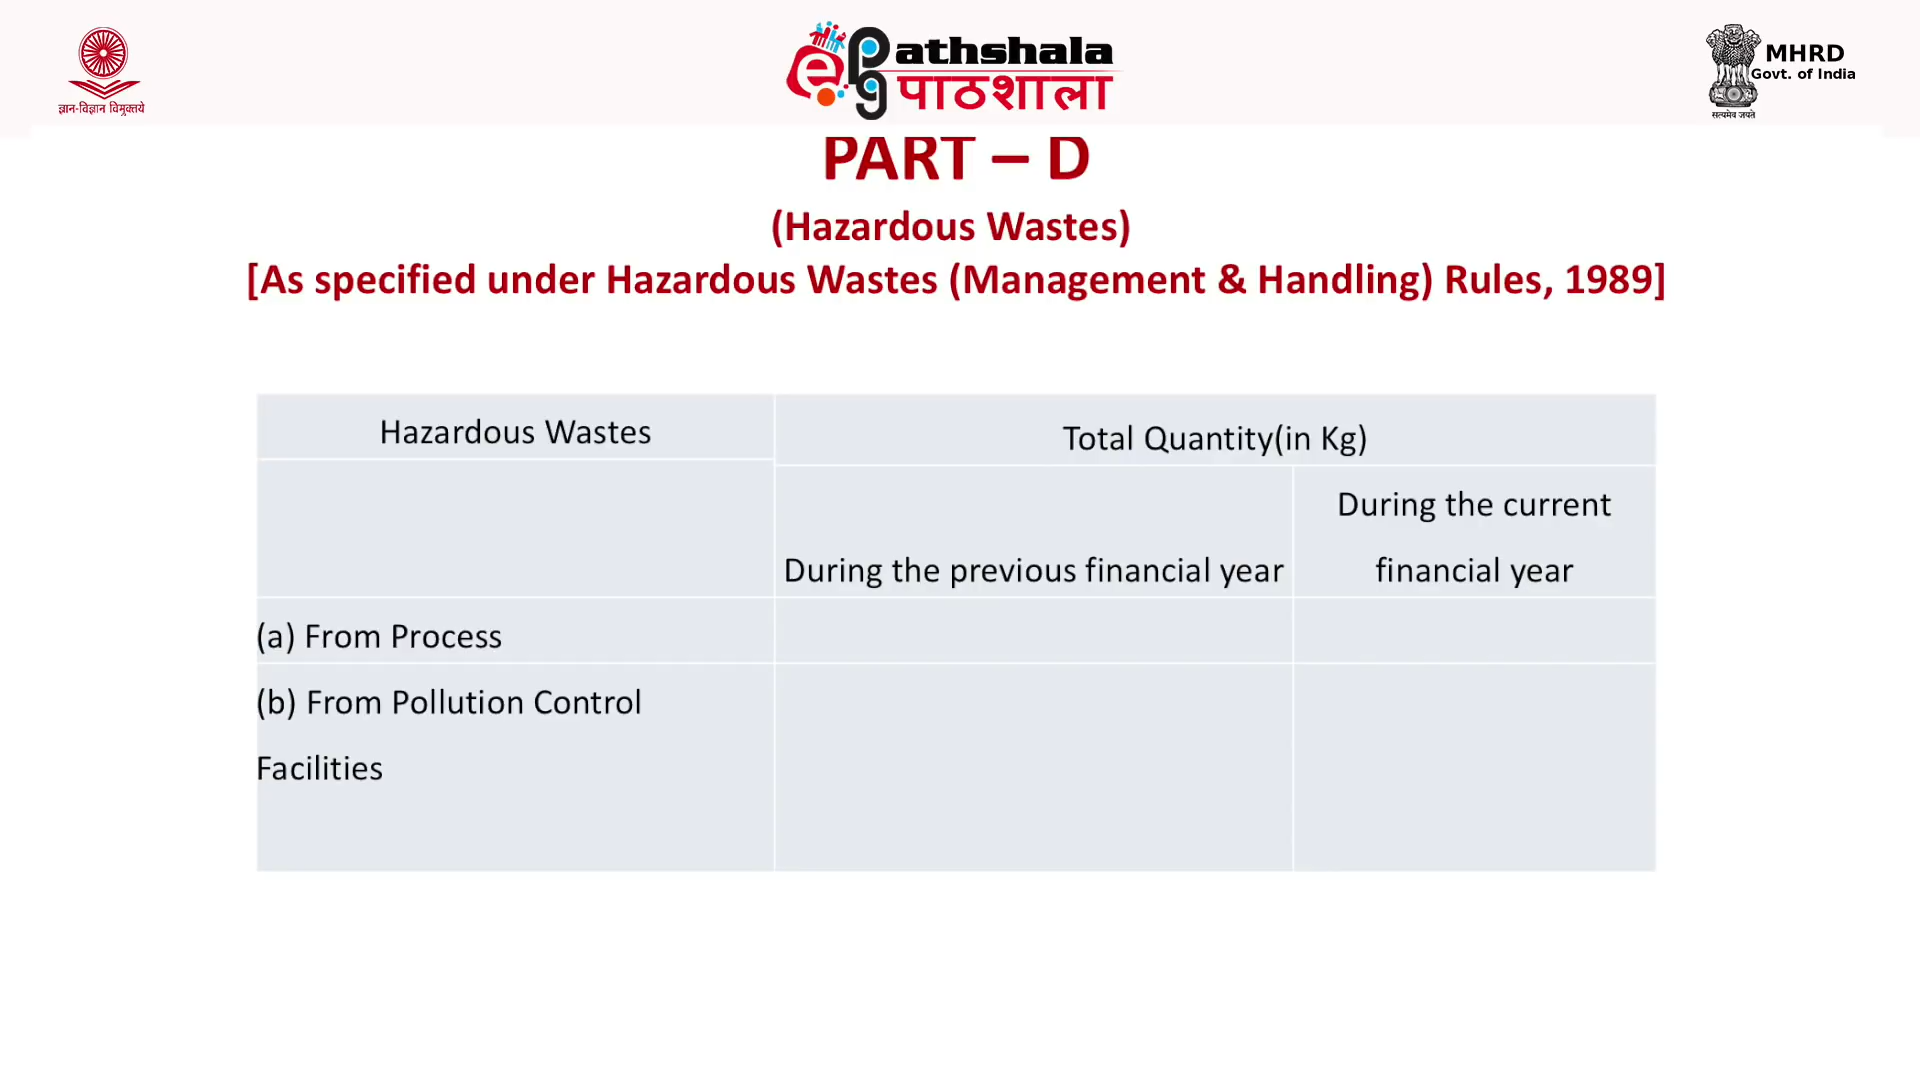 ज्ञान-विज्ञान विमुक्तये
e pg Pathshala
पाठशाला
MHRD
Govt. of India
सत्यमेव जयते
PART – D
(Hazardous Wastes)
[As specified under Hazardous Wastes (Management & Handling) Rules, 1989]
Hazardous Wastes
Total Quantity(in Kg)
During the previous financial year
During the current
financial year
(a) From Process
(b) From Pollution Control
Facilities